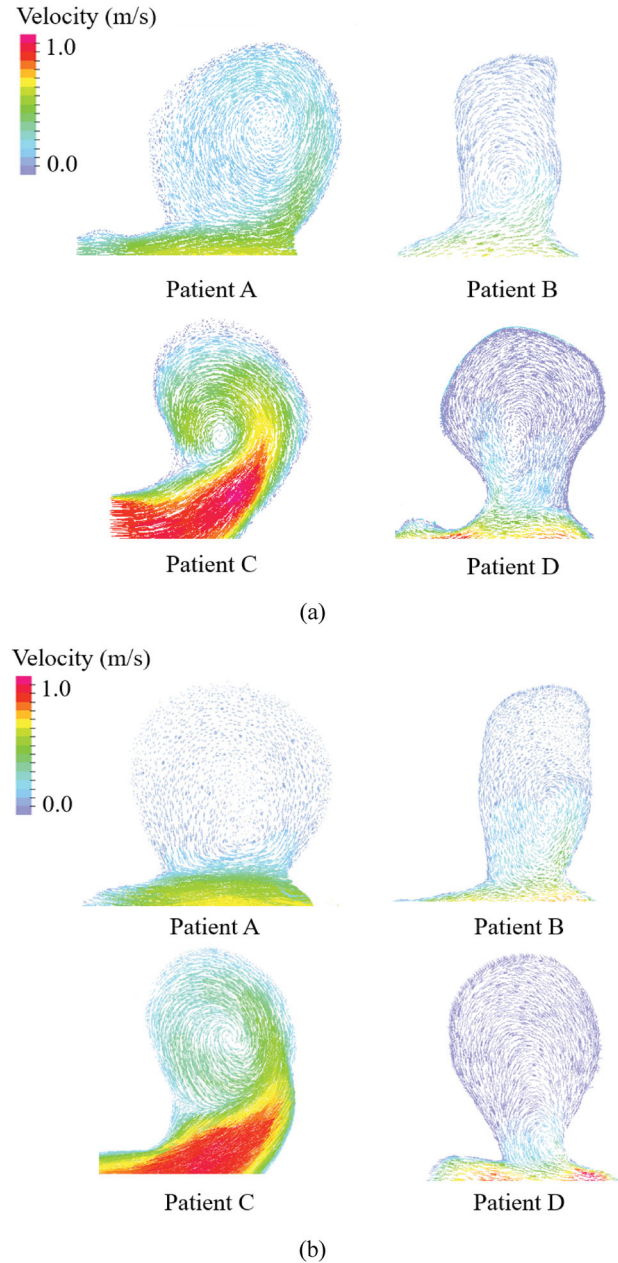 Velocity (m/s)
1.0
0.0
Patient A
Patient B
Patient C
Patient D
(a)
Velocity (m/s)
1.0
0.0
Patient A
Patient B
Patient C
Patient D
(b)